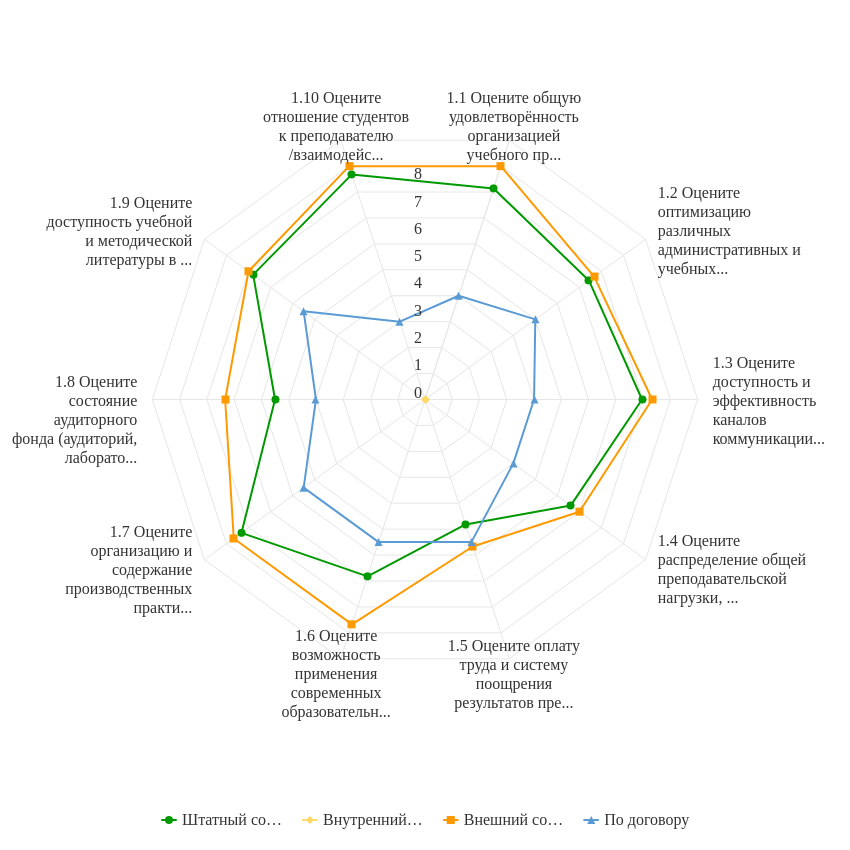 1.10 Оцените
отношение студентов
к преподавателю
/взаимодейс...
1.1 Оцените общую
удовлетворённость
организацией
учебного пр...
1.2 Оцените
оптимизацию
различных
административных и
учебных...
1.3 Оцените
доступность и
эффективность
каналов
коммуникации...
1.4 Оцените
распределение общей
преподавательской
нагрузки, ...
1.5 Оцените оплату
труда и систему
поощрения
результатов пре...
1.6 Оцените
возможность
применения
современных
образовательн...
1.7 Оцените
организацию и
содержание
производственных
практи...
1.8 Оцените
состояние
аудиторного
фонда (аудиторий,
лаборато...
1.9 Оцените
доступность учебной
и методической
литературы в ...
8
7
6
5
4
3
2
1
0
Штатный со… Внутренний… Внешний со… По договору